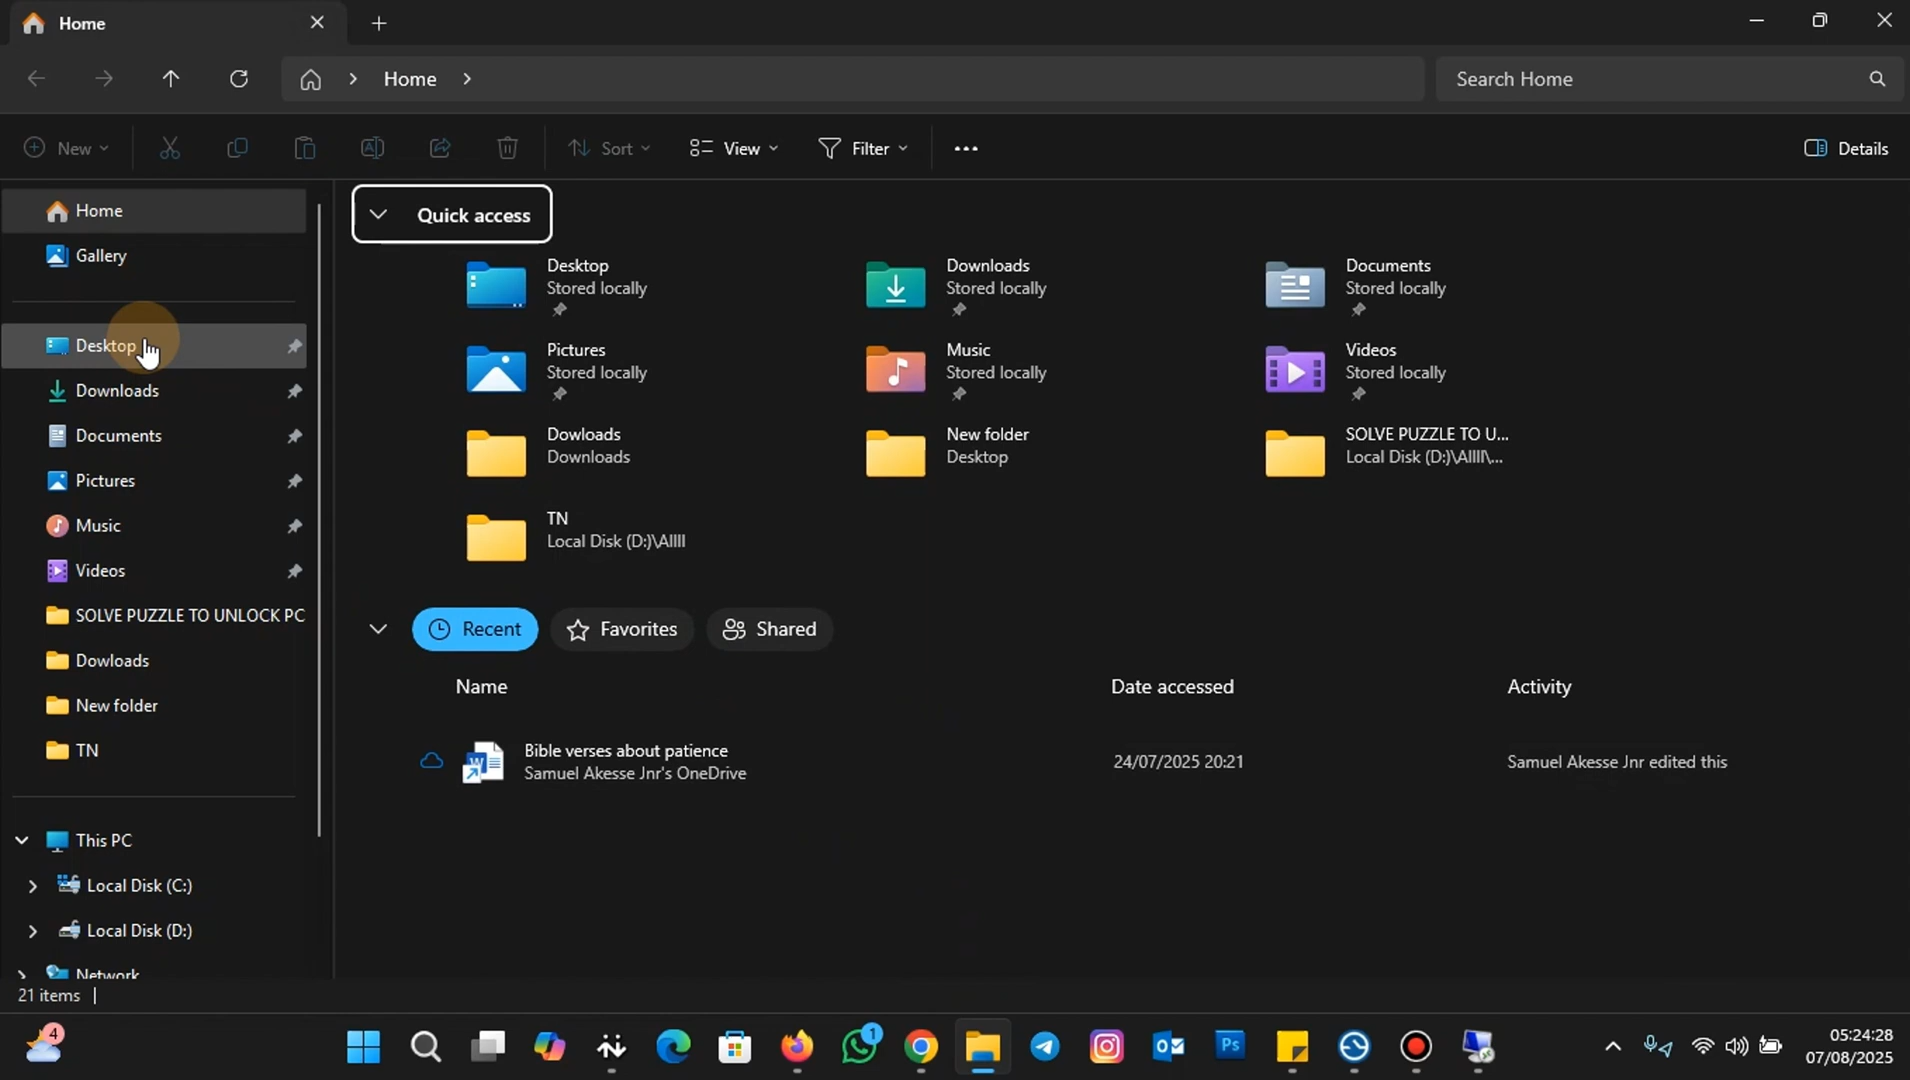 Home
Home
Search Home
New
Sort
View
Filter
Details
Home
Gallery
Desktop
Downloads
Documents
Pictures
Music
Videos
SOLVE PUZZLE TO UNLOCK PC
Dowloads
New folder
TN
This PC
Local Disk (C:)
Local Disk (D:)
Network
Quick access
Desktop
Stored locally
Downloads
Stored locally
Documents
Stored locally
Pictures
Stored locally
Music
Stored locally
Videos
Stored locally
Dowloads
Downloads
New folder
Desktop
SOLVE PUZZLE TO U...
Local Disk (D:)\Allll\...
TN
Local Disk (D:)\Allll
Recent
Favorites
Shared
Name
Date accessed
Activity
Bible verses about patience
Samuel Akesse Jnr's OneDrive
24/07/2025 20:21
Samuel Akesse Jnr edited this
21 items
4
1
Ps
05:24:28
07/08/2025